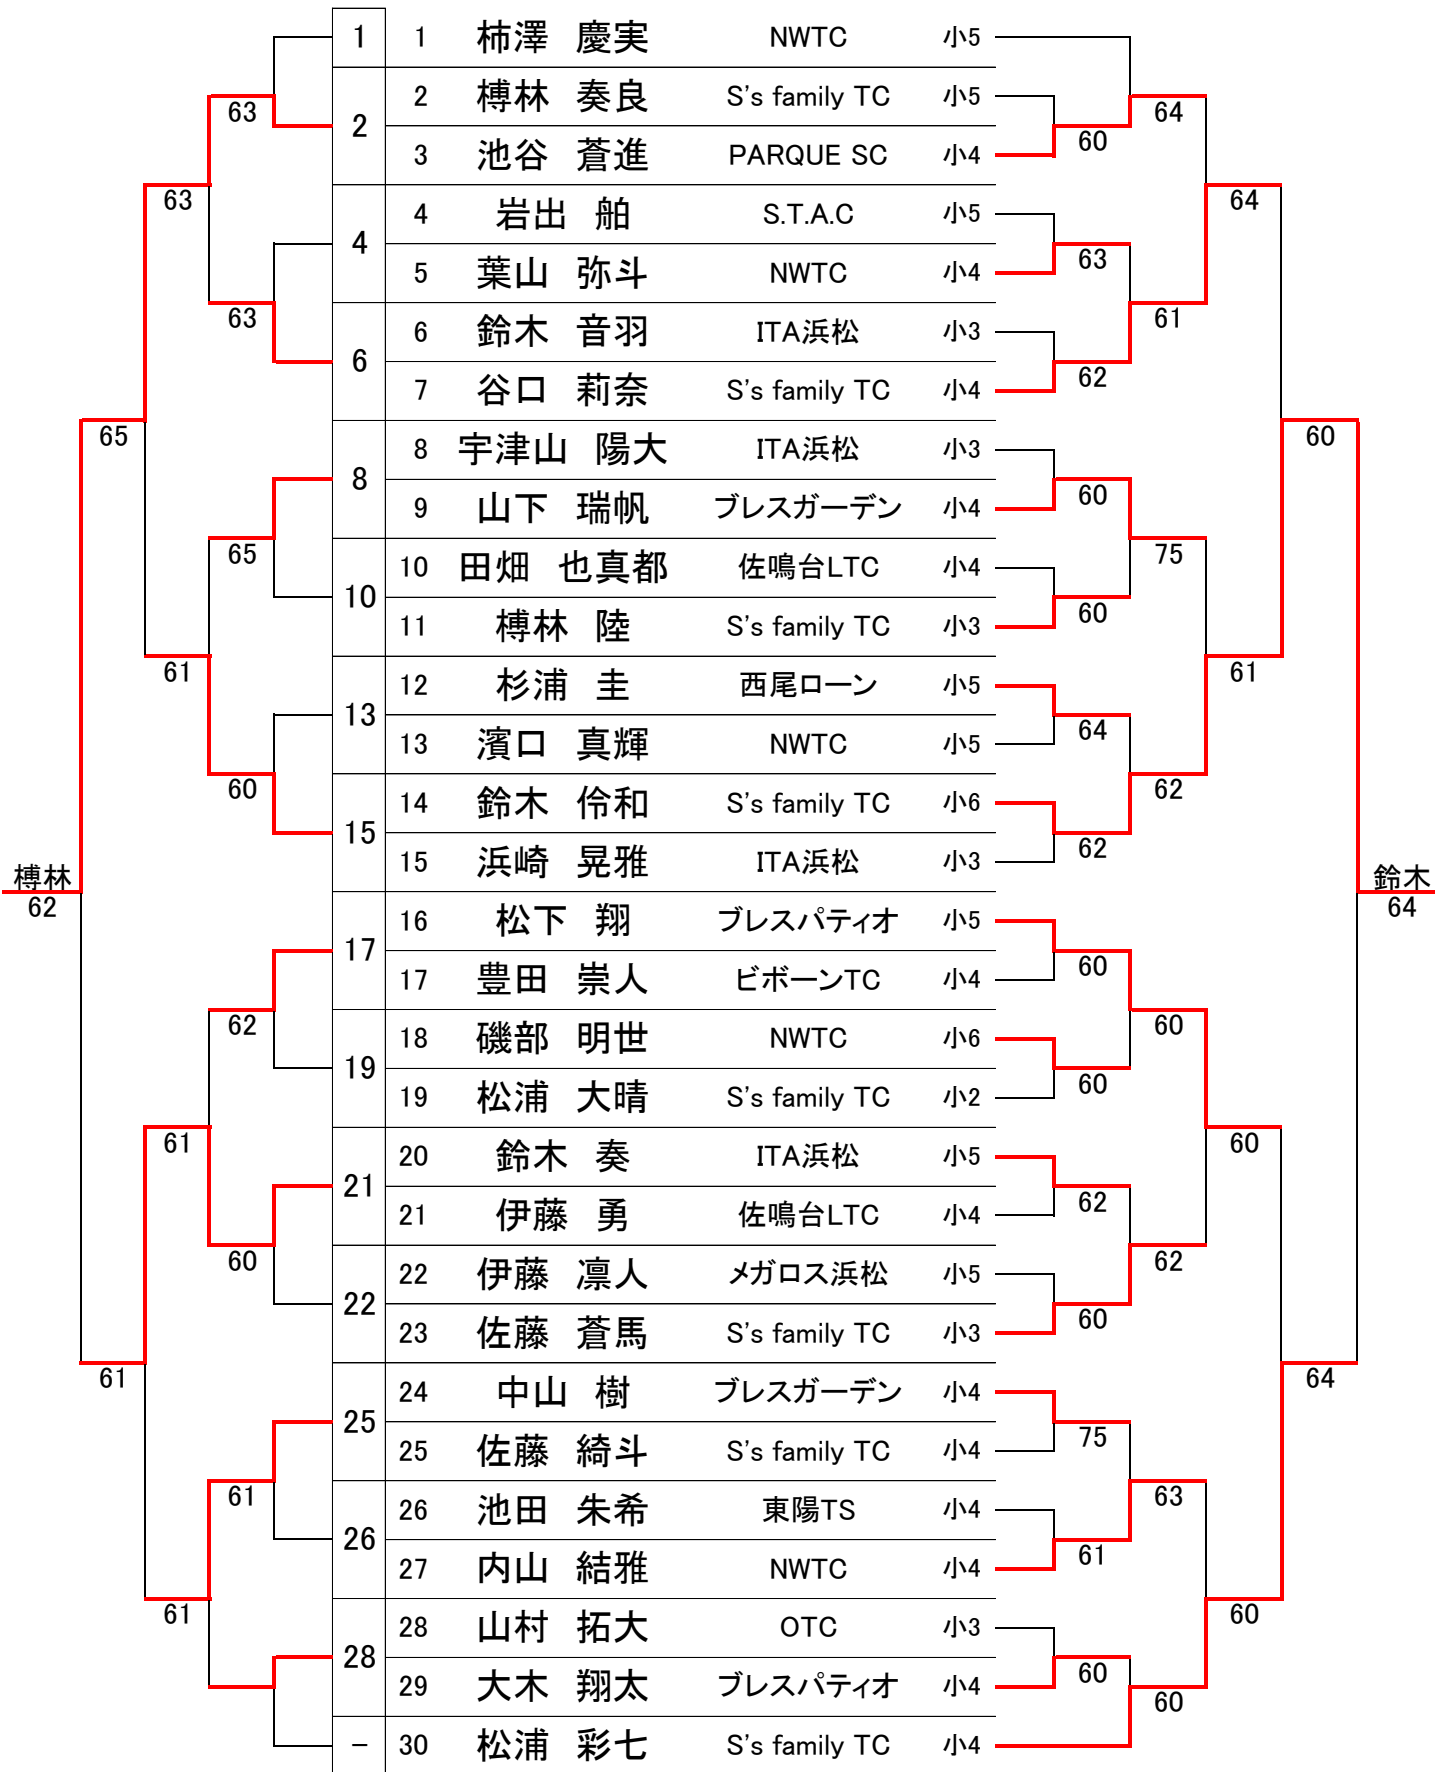 1 1 柿澤 慶実 NWTC 小5
2 榑林 奏良 S's family TC 小5
63 2 64
60
3 池谷 蒼進 PARQUE SC 小4
63 4 岩出 舶 S.T.A.C 小5 64
4
5 葉山 弥斗 NWTC 小4 63
63 6 鈴木 音羽 ITA浜松 小3 61
6
7 谷口 莉奈 S's family TC 小4 62
65 8 宇津山 陽大 ITA浜松 小3 60
8
9 山下 瑞帆 ブレスガーデン 小4 60
65 10 田畑 也真都 佐鳴台LTC 小4 75
10
11 榑林 陸 S's family TC 小3 60
61 12 杉浦 圭 西尾ローン 小5 61
13
13 濱口 真輝 NWTC 小5 64
60 14 鈴木 伶和 S's family TC 小6 62
15
15 浜崎 晃雅 ITA浜松 小3 62
榑林 鈴木
62 16 松下 翔 ブレスパティオ 小5 64
17
17 豊田 崇人 ビボーンTC 小4 60
62 18 磯部 明世 NWTC 小6 60
19
19 松浦 大晴 S's family TC 小2 60
61 20 鈴木 奏 ITA浜松 小5 60
21
21 伊藤 勇 佐鳴台LTC 小4 62
60 22 伊藤 凛人 メガロス浜松 小5 62
22
23 佐藤 蒼馬 S's family TC 小3 60
61 24 中山 樹 ブレスガーデン 小4 64
25
25 佐藤 綺斗 S's family TC 小4 75
61 26 池田 朱希 東陽TS 小4 63
26
27 内山 結雅 NWTC 小4 61
61 28 山村 拓大 OTC 小3 60
28
29 大木 翔太 ブレスパティオ 小4 60
60
- 30 松浦 彩七 S's family TC 小4